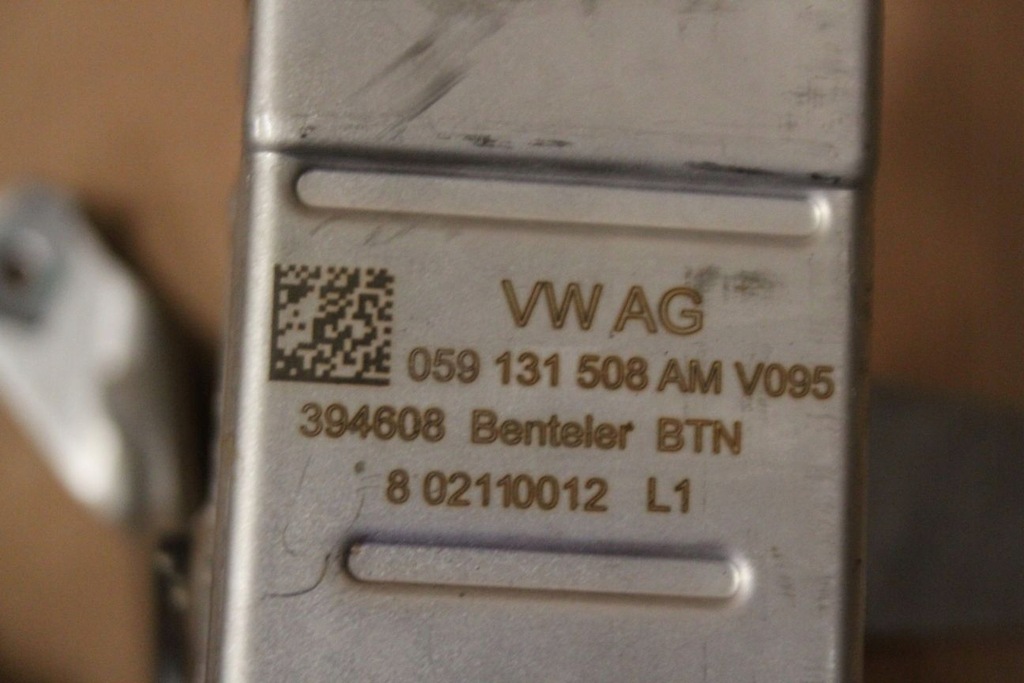 VW AG
059 131 508 AM V095
394608 Benteler BTN
8 02110012 L1